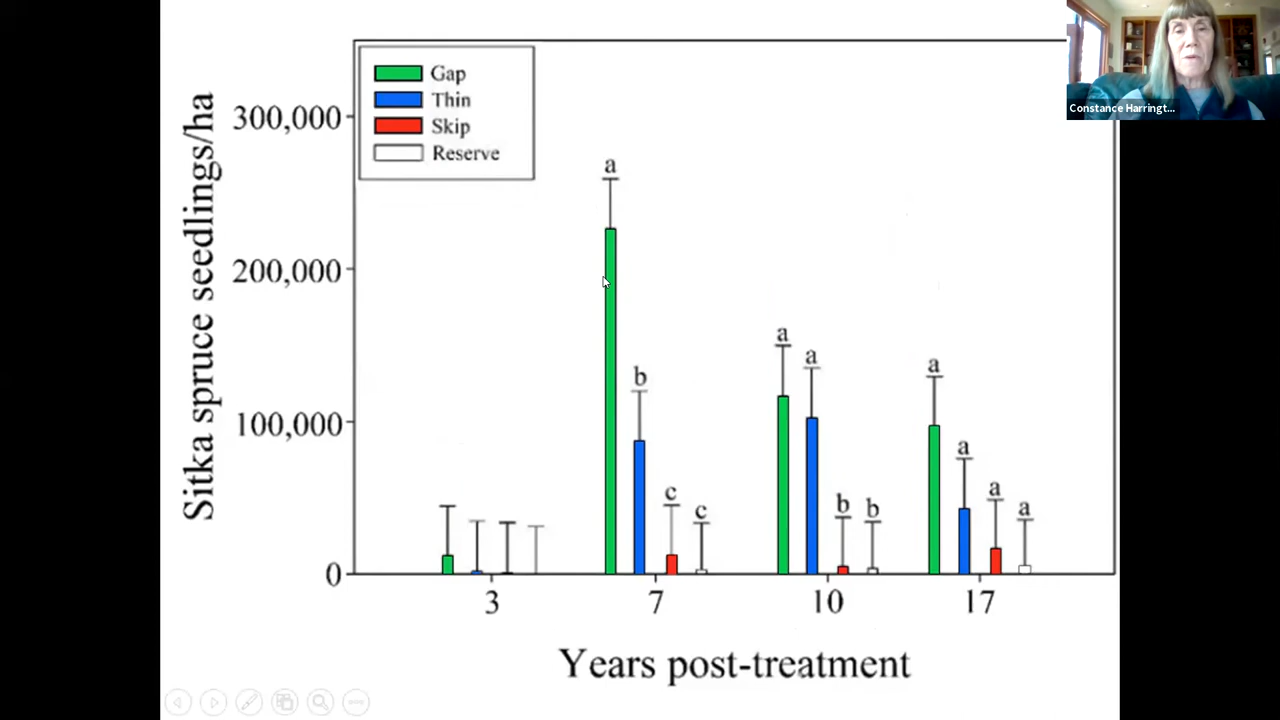 Constance Harringt...
Gap
Thin
Skip
Reserve
Sitka spruce seedlings/ha
300,000
200,000
100,000
0
a
b
c
c
a
a
b
b
a
a
a
a
3 7 10 17
Years post-treatment